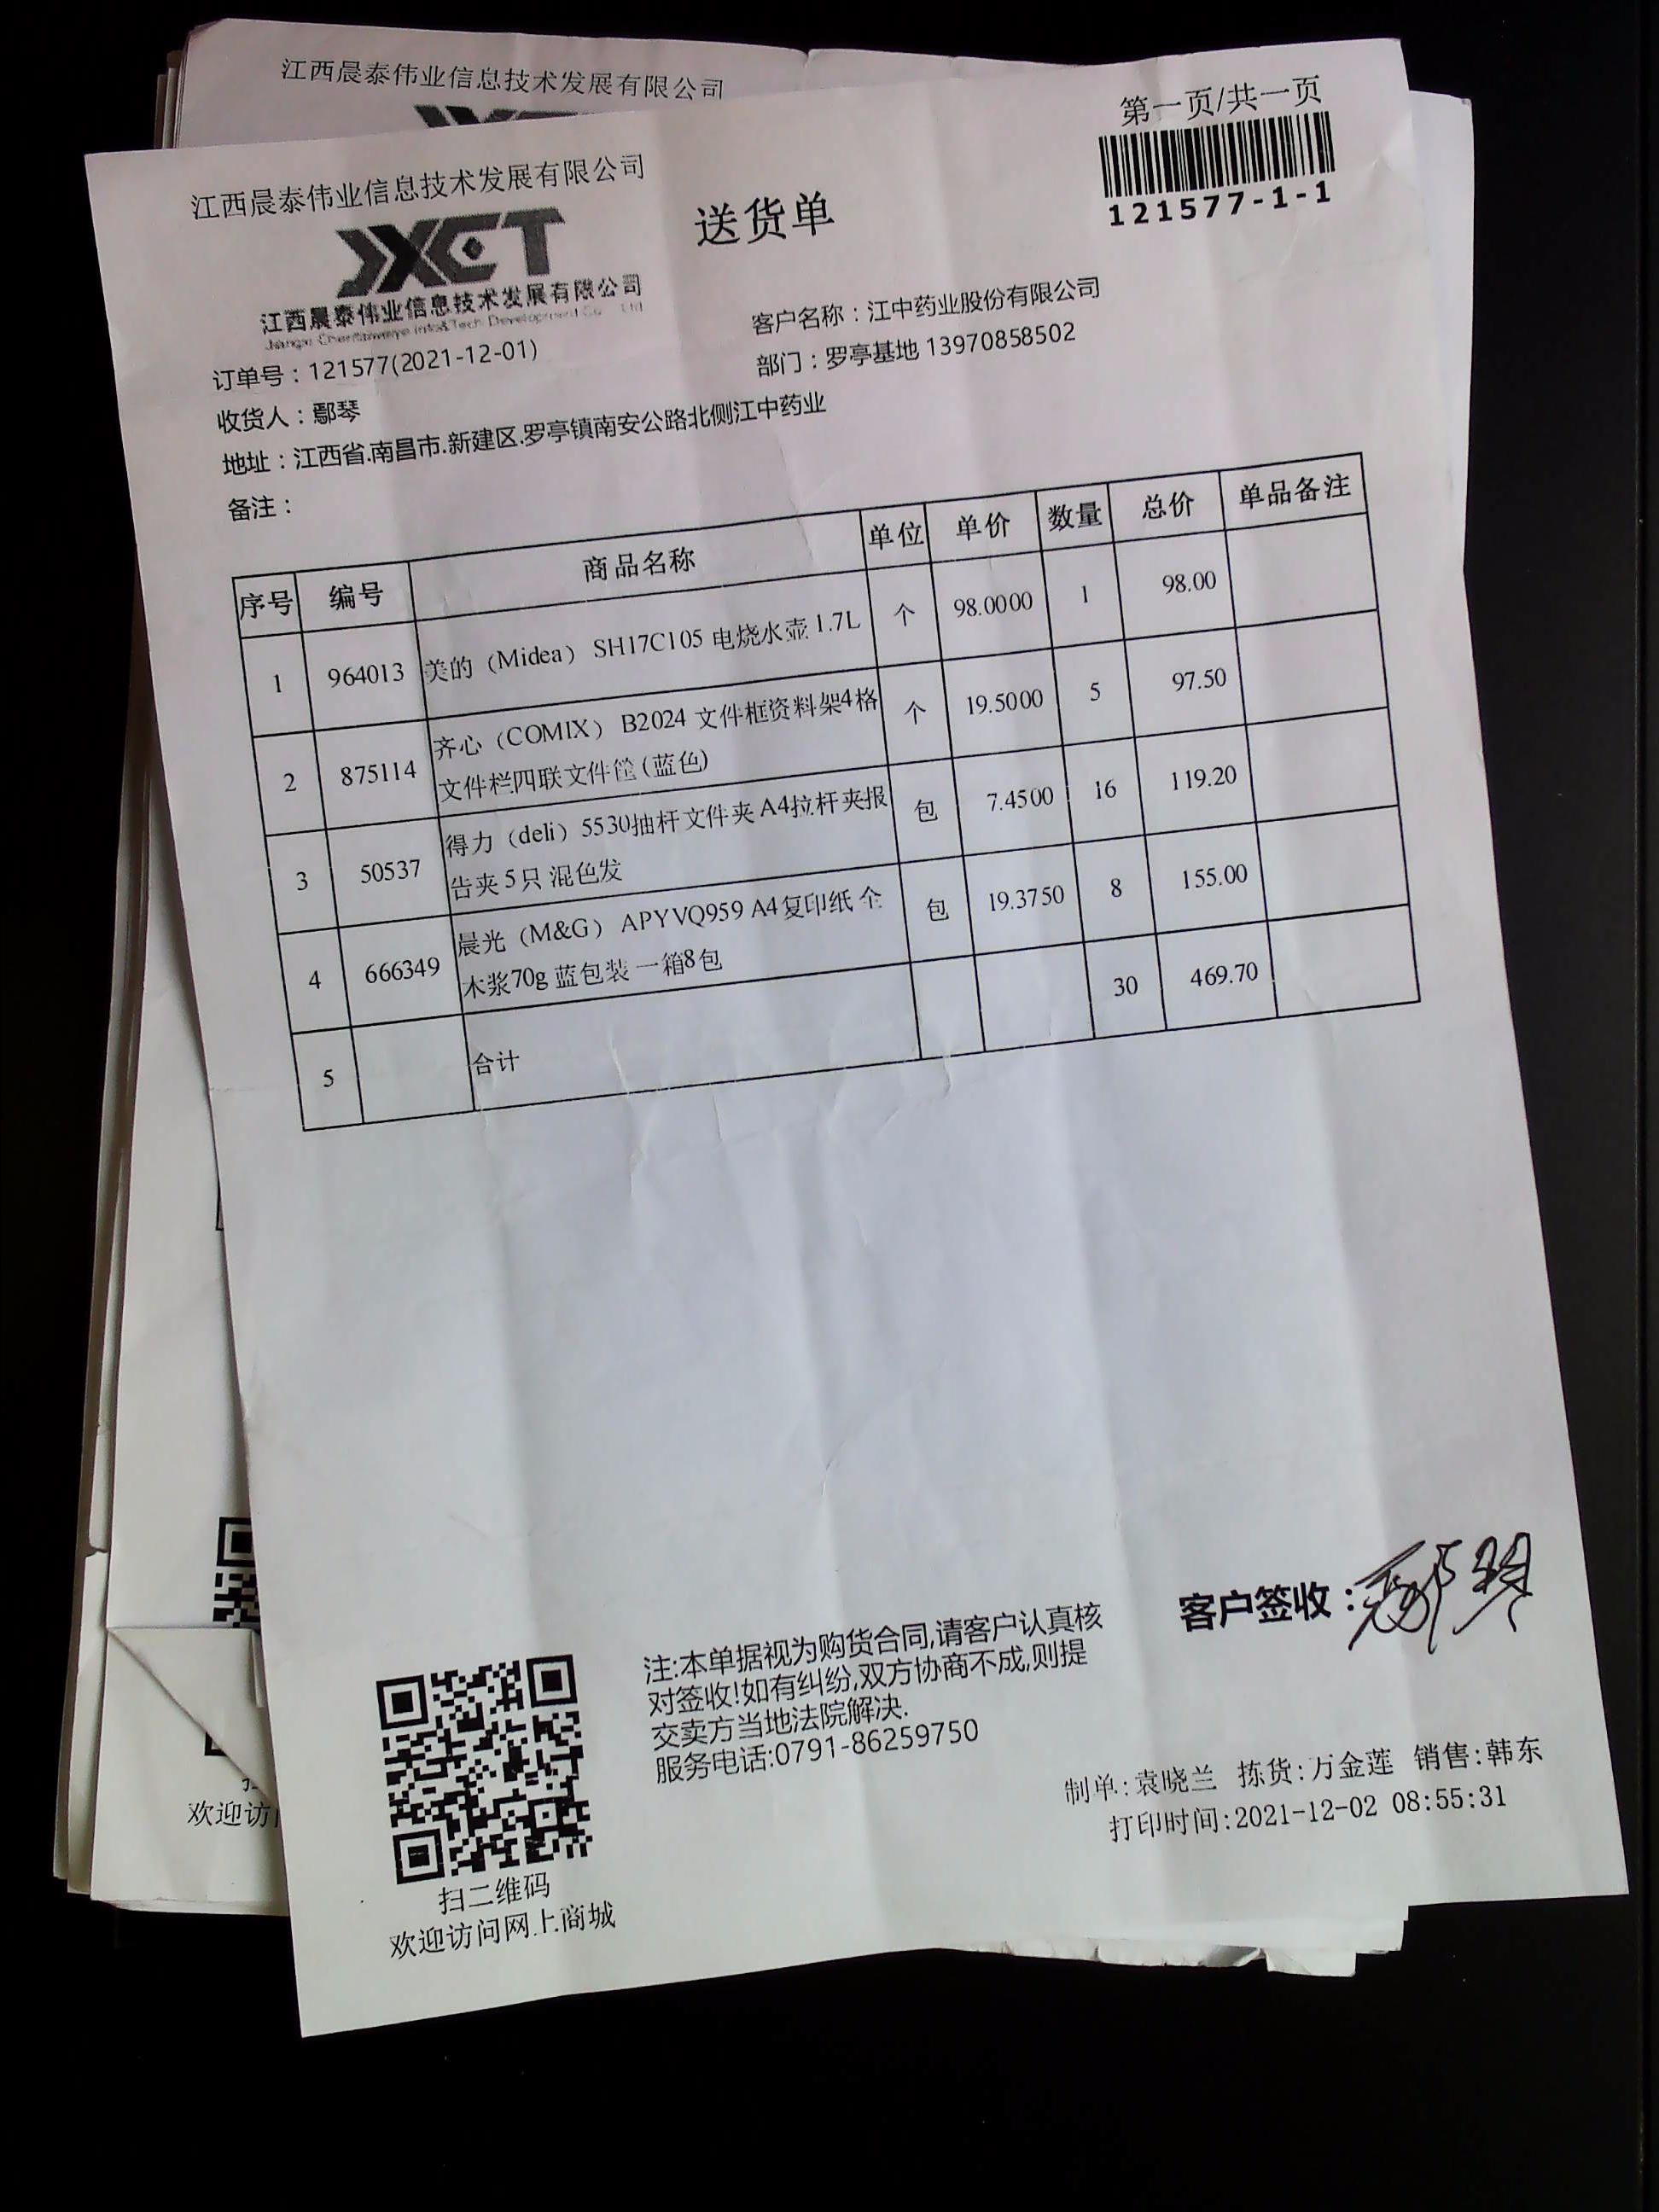 江西晨泰伟业信息技术发展有限公司
第一页/共一页
江西晨泰伟业信息技术发展有限公司
送货单
121577-1-1
JXCT
江西晨泰伟业信息技术发展有限公司
订单号：121577(2021-12-01)
客户名称：江中药业股份有限公司
收货人：鄢琴
部门：罗亭基地 13970858502
地址：江西省.南昌市.新建区.罗亭镇南安公路北侧江中药业
备注：
序号 编号 商品名称 单位 单价 数量 总价 单品备注
1 964013 美的（Midea） SH17C105 电烧水壶 1.7L 个 98.0000 1 98.00
2 875114 齐心（COMIX） B2024 文件框资料架4格 个 19.5000 5 97.50
文件栏四联文件筐(蓝色)
3 50537 得力（deli）5530抽杆文件夹 A4拉杆夹报 包 7.4500 16 119.20
告夹 5只 混色发
4 666349 晨光（M&G） APYVQ959 A4复印纸 全 包 19.3750 8 155.00
木浆70g 蓝包装 一箱8包
5 合计 30 469.70
客户签收：鄢琴
注:本单据视为购货合同,请客户认真核
对签收!如有纠纷,双方协商不成,则提
交卖方当地法院解决.
服务电话:0791-86259750
制单:袁晓兰 拣货:万金莲 销售:韩东
打印时间:2021-12-02 08:55:31
扫二维码
欢迎访问网上商城
欢迎访